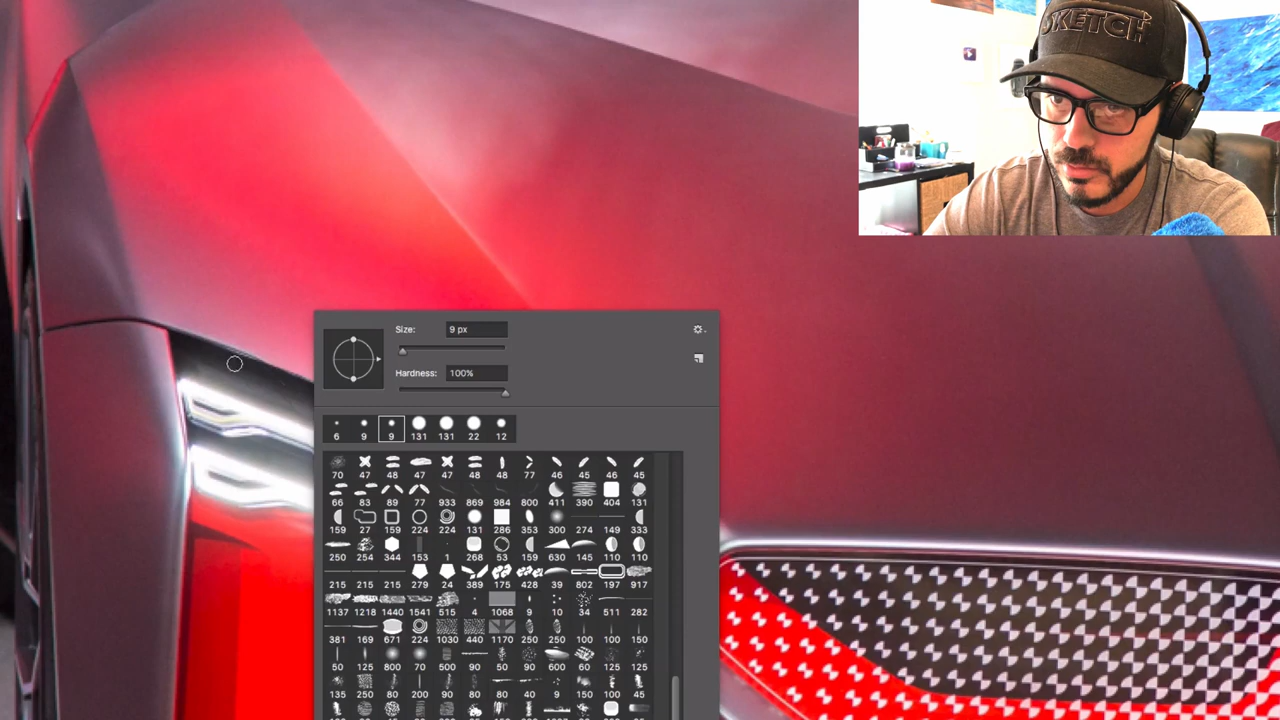 SKETCH
Size: 9 px
Hardness: 100%
6 9 9 131 131 22 12
70 47 48 47 47 48 48 77 46 45 46 45
66 83 89 77 933 869 984 800 411 390 404 131
159 27 159 224 224 131 286 353 300 274 149 333
250 254 344 153 1 268 53 159 630 145 110 110
215 215 215 279 24 389 175 428 39 802 197 917
1137 1218 1440 1541 515 4 1068 9 10 34 511 282
381 169 671 224 1030 440 1170 250 250 100 100 150
50 125 800 70 500 90 50 90 600 90 125 125
135 250 80 200 90 80 80 40 9 150 100 50